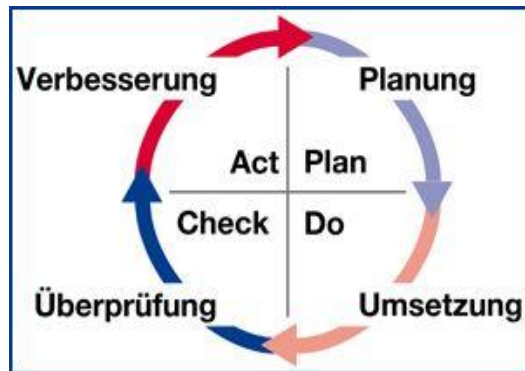 Verbesserung Planung
Act Plan
Check Do
Überprüfung Umsetzung